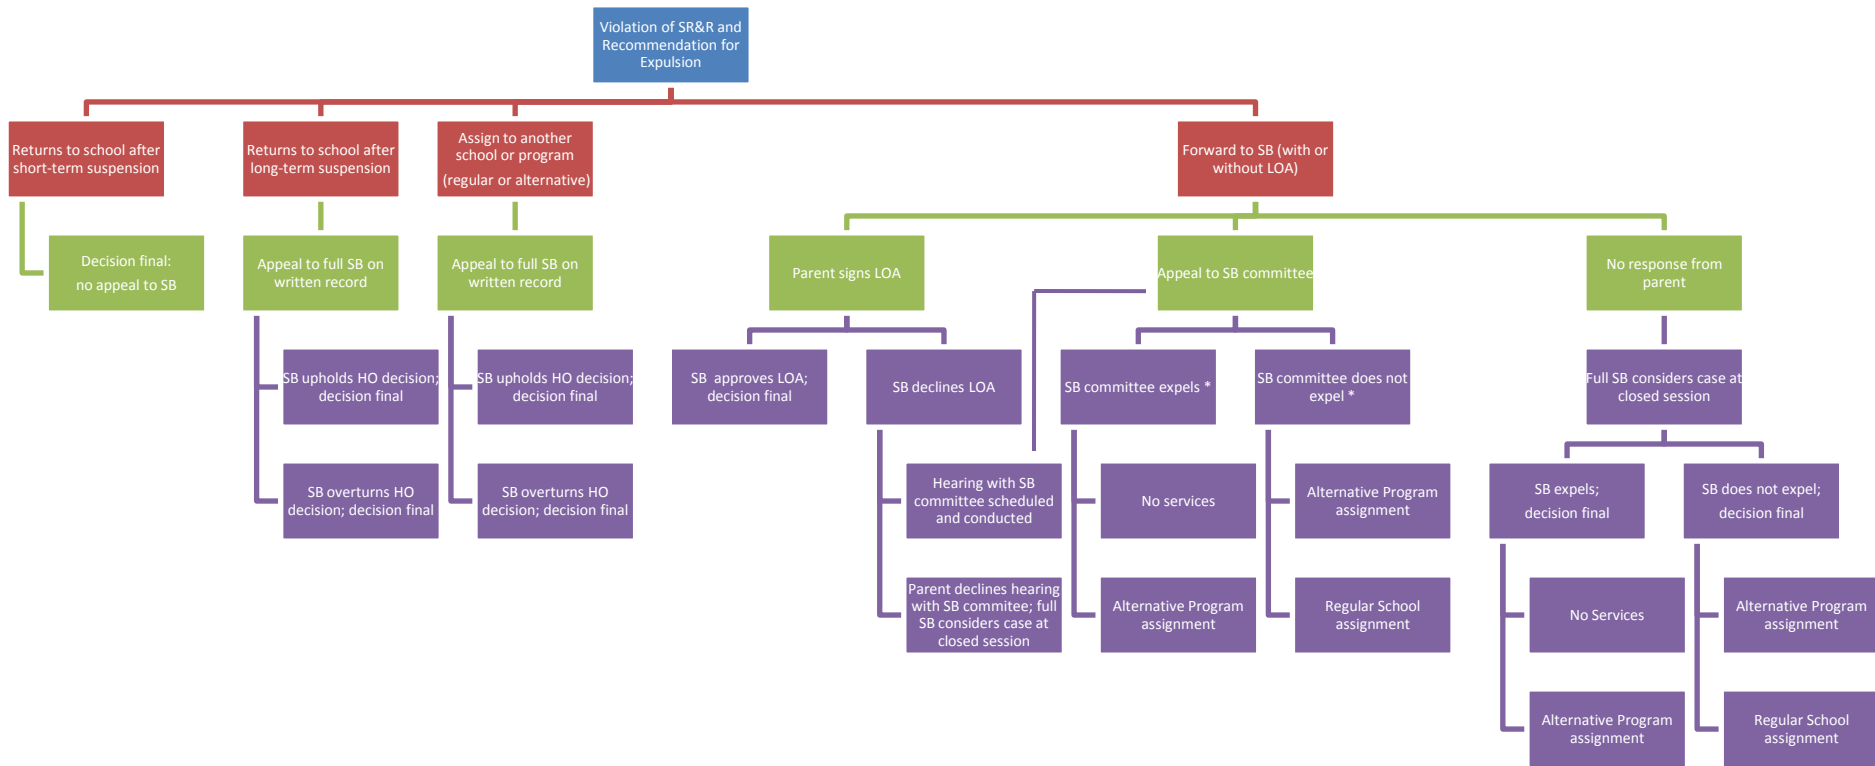 Violation of SR&R and
Recommendation for
Expulsion
Returns to school after
short-term suspension
Returns to school after
long-term suspension
Assign to another
school or program
(regular or alternative)
Forward to SB (with or
without LOA)
Decision final:
no appeal to SB
Appeal to full SB on
written record
Appeal to full SB on
written record
Parent signs LOA
Appeal to SB committee
No response from
parent
SB upholds HO decision;
decision final
SB upholds HO decision;
decision final
SB approves LOA;
decision final
SB declines LOA
SB committee expels *
SB committee does not
expel *
Full SB considers case at
closed session
SB overturns HO
decision; decision final
SB overturns HO
decision; decision final
Hearing with SB
committee scheduled
and conducted
No services
Alternative Program
assignment
SB expels;
decision final
SB does not expel;
decision final
Parent declines hearing
with SB commitee; full
SB considers case at
closed session
Alternative Program
assignment
Regular School
assignment
No Services
Alternative Program
assignment
Alternative Program
assignment
Regular School
assignment